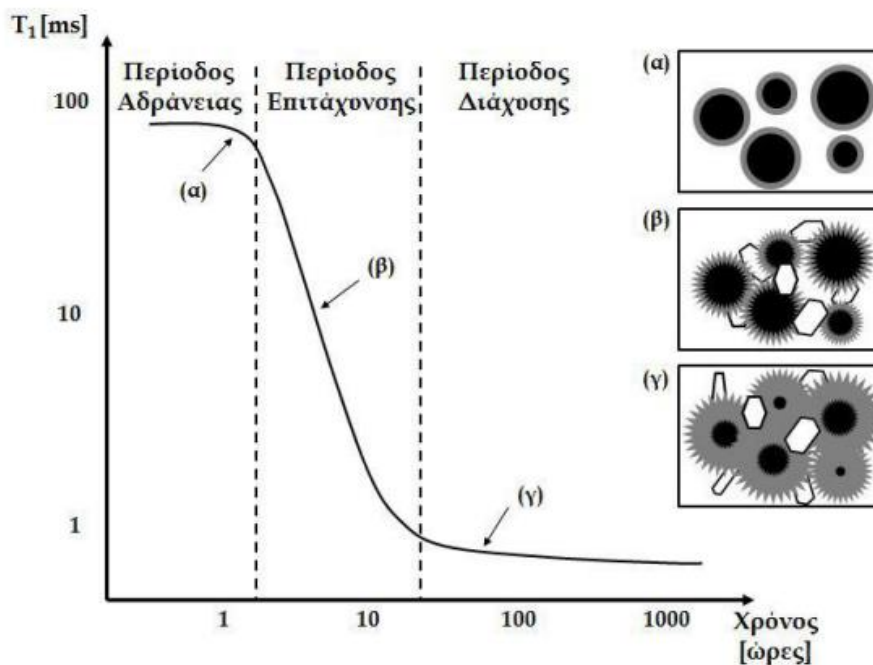 T1 [ms]
Περίοδος Αδράνειας
Περίοδος Επιτάχυνσης
Περίοδος Διάχυσης
100
10
1
(α)
(β)
(γ)
1
10
100
1000
Χρόνος
[ώρες]
(α)
(β)
(γ)